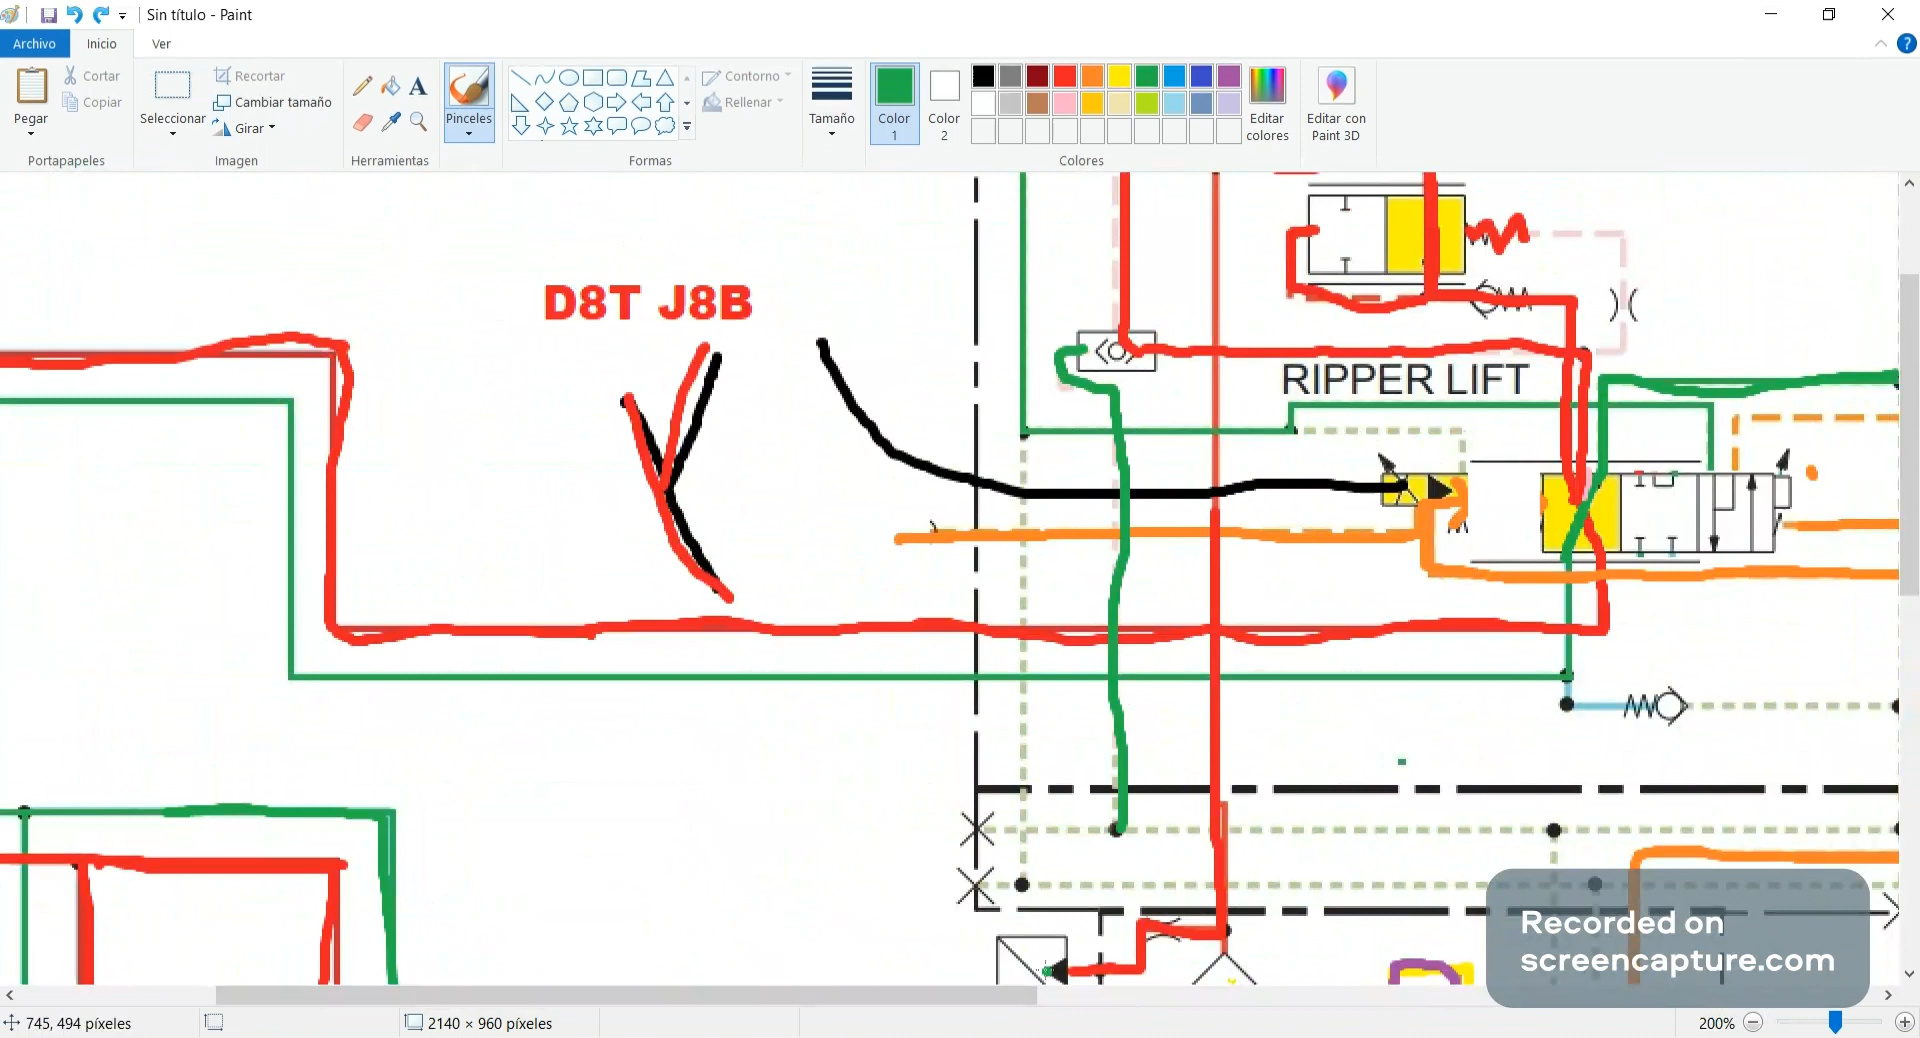 Sin título - Paint
Archivo
Inicio
Ver
Pegar
Cortar
Copiar
Portapapeles
Seleccionar
Recortar
Cambiar tamaño
Girar
Imagen
A
Herramientas
Pinceles
Contorno
Rellenar
Formas
Tamaño
Color
1
Color
2
Editar
colores
Editar con
Paint 3D
Colores
?
D8T J8B
RIPPER LIFT
Recorded on
screencapture.com
745, 494 píxeles
2140 × 960 píxeles
200%